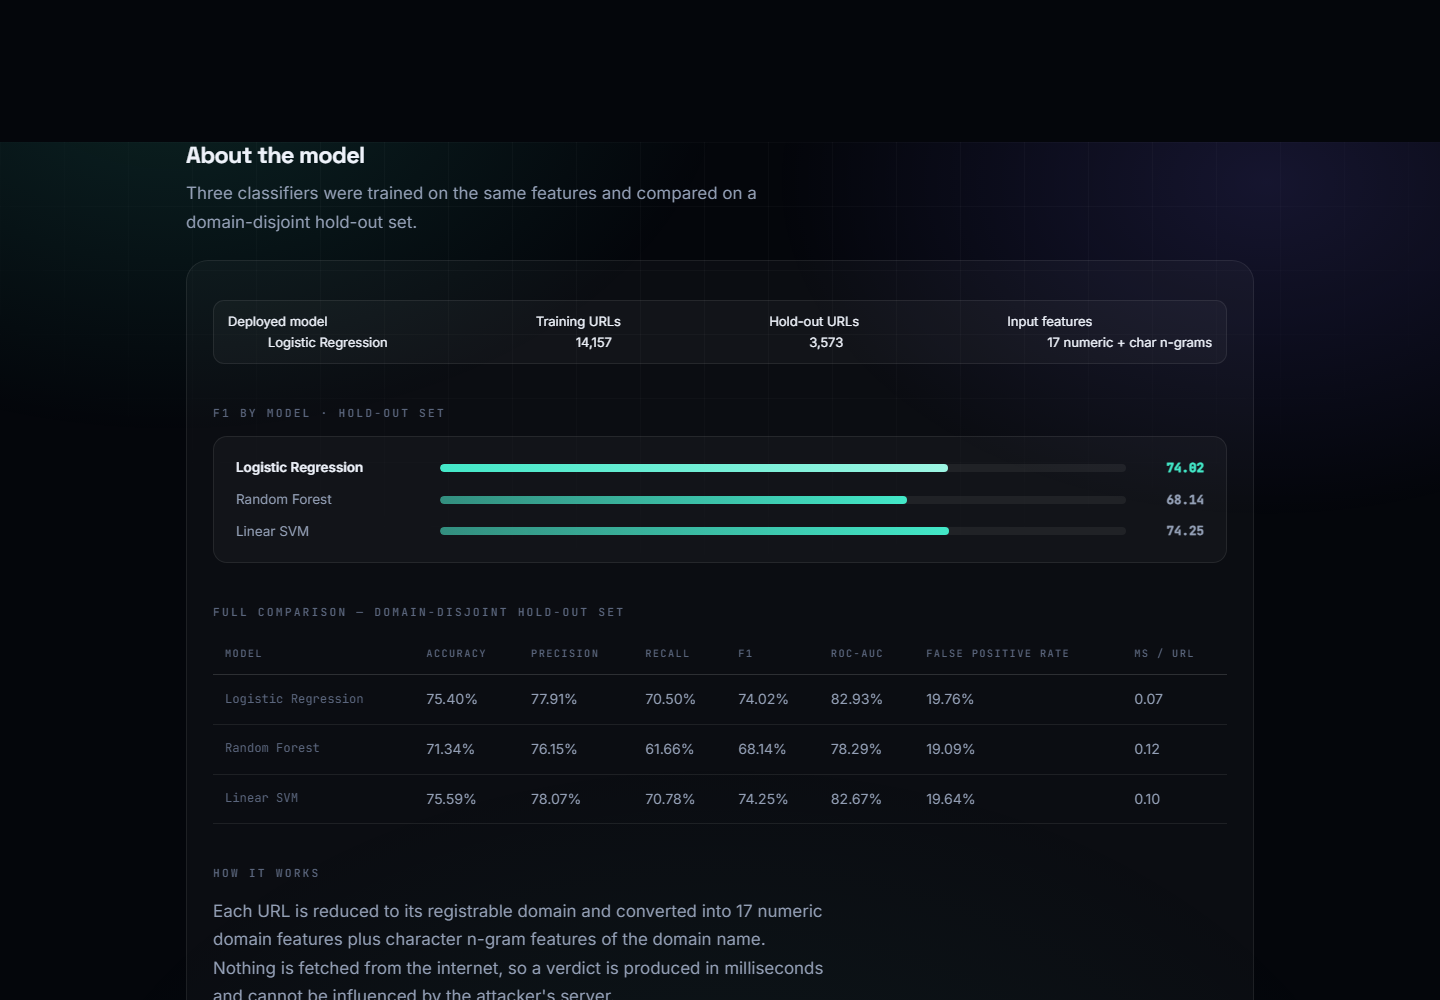 About the model
Three classifiers were trained on the same features and compared on a
domain-disjoint hold-out set.
Deployed model
Logistic Regression
Training URLs
14,157
Hold-out URLs
3,573
Input features
17 numeric + char n-grams
F1 BY MODEL · HOLD-OUT SET
Logistic Regression 74.02
Random Forest 68.14
Linear SVM 74.25
FULL COMPARISON — DOMAIN-DISJOINT HOLD-OUT SET
MODEL ACCURACY PRECISION RECALL F1 ROC-AUC FALSE POSITIVE RATE MS / URL
Logistic Regression 75.40% 77.91% 70.50% 74.02% 82.93% 19.76% 0.07
Random Forest 71.34% 76.15% 61.66% 68.14% 78.29% 19.09% 0.12
Linear SVM 75.59% 78.07% 70.78% 74.25% 82.67% 19.64% 0.10
HOW IT WORKS
Each URL is reduced to its registrable domain and converted into 17 numeric
domain features plus character n-gram features of the domain name.
Nothing is fetched from the internet, so a verdict is produced in milliseconds
and cannot be influenced by the attacker's server.